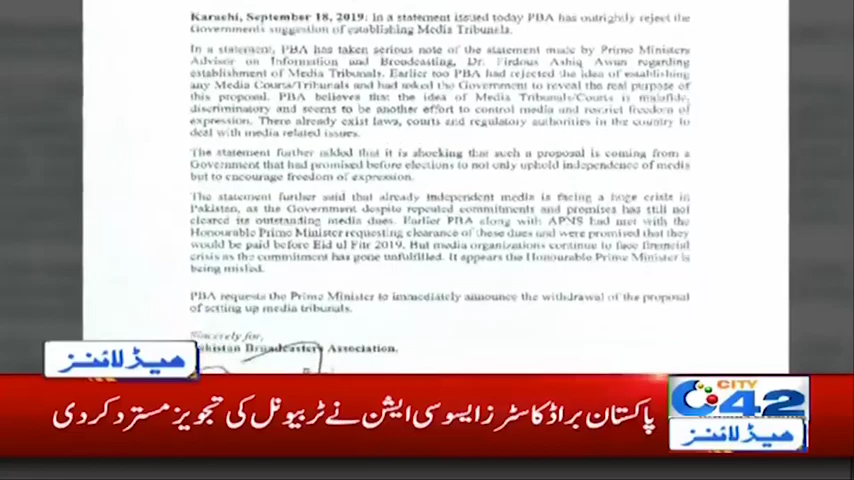 Karachi, September 18, 2019: In a statement issued today PBA has outrightly reject the
Governments suggestion of establishing Media Tribunals.
In a statement, PBA has taken serious note of the statement made by Prime Ministers
Advisor on Information and Broadcasting, Dr. Firdous Ashiq Awan regarding
establishment of Media Tribunals. Earlier too PBA had rejected the idea of establishing
any Media Courts/Tribunals and had asked the Government to reveal the real purpose of
this proposal. PBA believes that the idea of Media Tribunals/Courts is malafide,
discriminatory and seems to be another effort to control media and restrict freedom of
expression. There already exist laws, courts and regulatory authorities in the country to
deal with media related issues.
The statement further added that it is shocking that such a proposal is coming from a
Government that had promised before elections to not only uphold independence of media
but to encourage freedom of expression.
The statement further said that already independent media is facing a huge crisis in
Pakistan, as the Government despite repeated commitments and promises has still not
cleared its outstanding media dues. Earlier PBA along with APNS had met with the
Honourable Prime Minister requesting clearance of these dues and were promised that they
would be paid before Eid ul Fitr 2019. But media organizations continue to face financial
crisis as the commitment has gone unfulfilled. It appears the Honourable Prime Minister is
being misled.
PBA requests the Prime Minister to immediately announce the withdrawal of the proposal
of setting up media tribunals.
Sincerely for,
Pakistan Broadcasters Association.
ہیڈلائنز
پاکستان براڈکاسٹرز ایسوسی ایشن نے ٹربیونل کی تجویز مسترد کردی
CITY
42
ہیڈلائنز